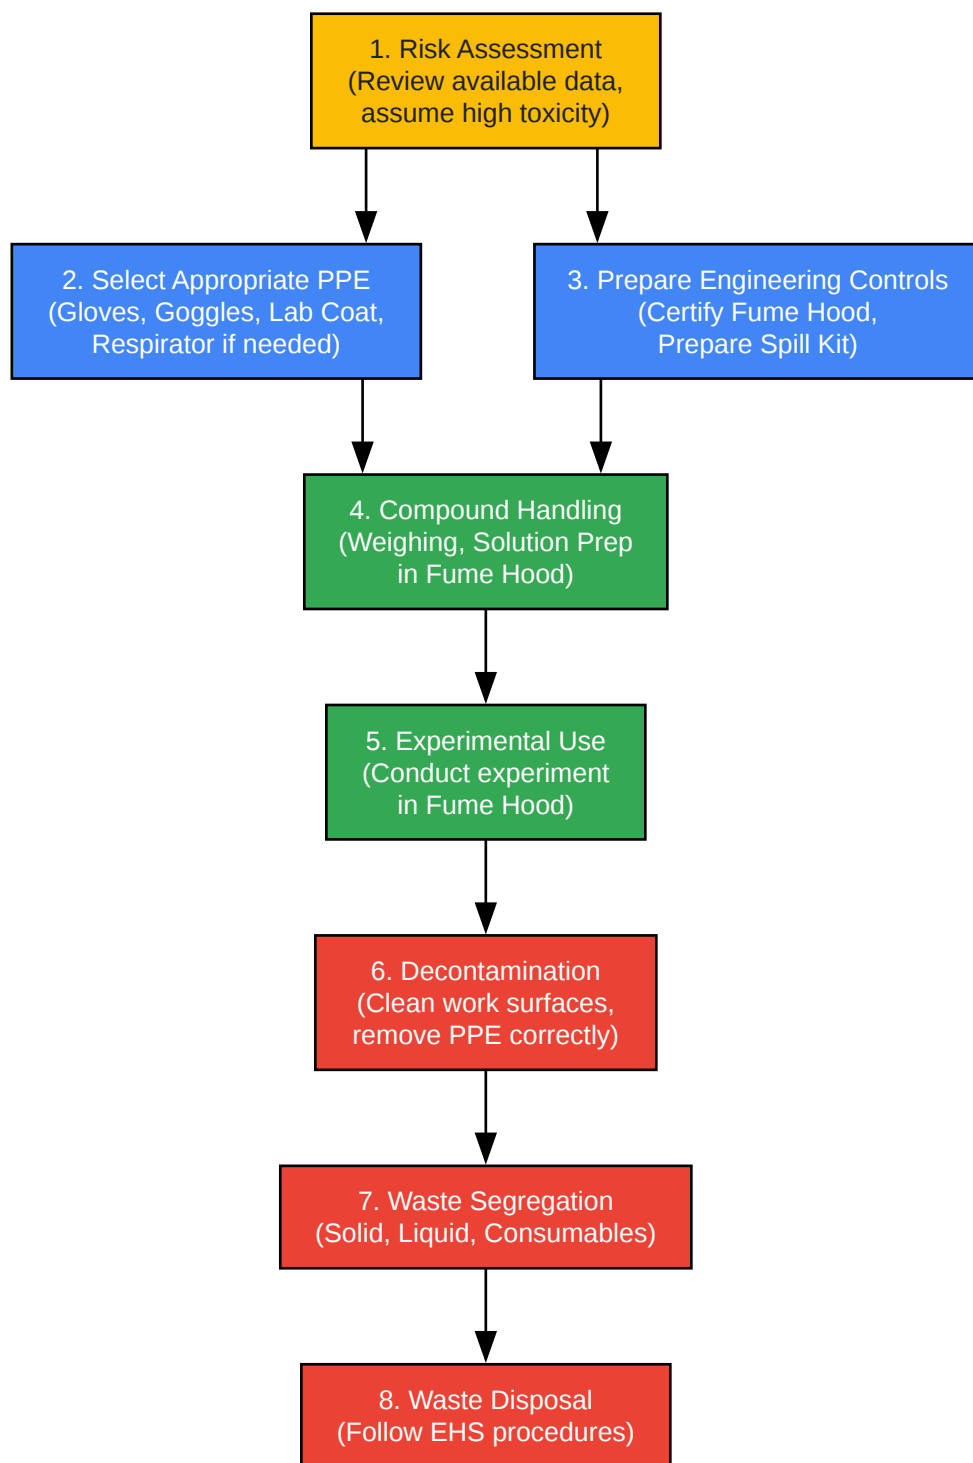 1. Risk Assessment
(Review available data,
assume high toxicity)
2. Select Appropriate PPE
(Gloves, Goggles, Lab Coat,
Respirator if needed)
3. Prepare Engineering Controls
(Certify Fume Hood,
Prepare Spill Kit)
4. Compound Handling
(Weighing, Solution Prep
in Fume Hood)
5. Experimental Use
(Conduct experiment
in Fume Hood)
6. Decontamination
(Clean work surfaces,
remove PPE correctly)
7. Waste Segregation
(Solid, Liquid, Consumables)
8. Waste Disposal
(Follow EHS procedures)